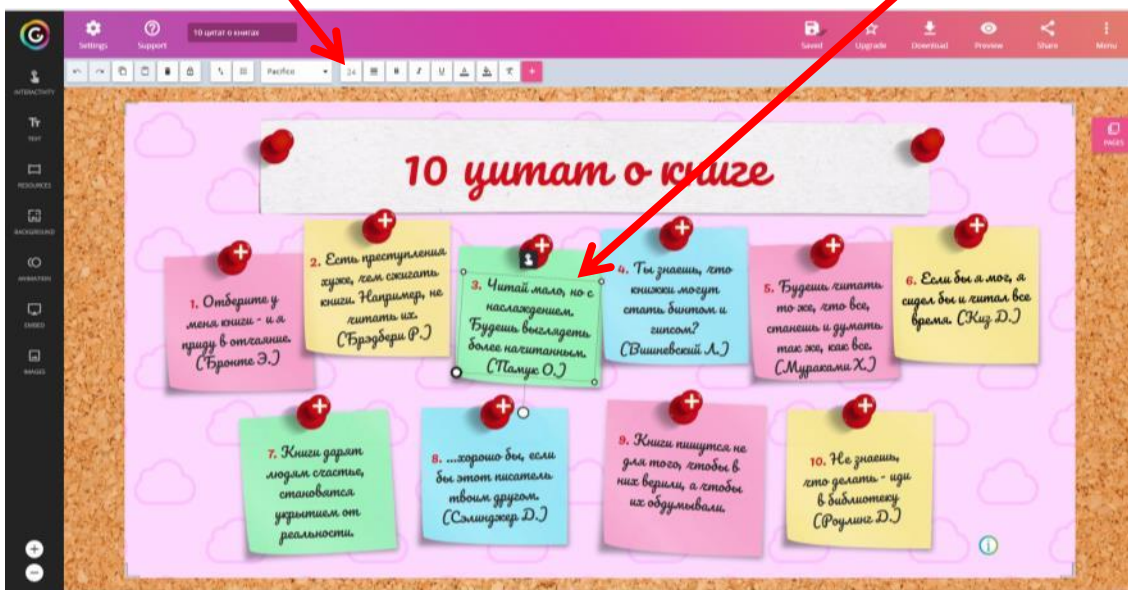 Settings
Support
10 цитат о книгах
Saved
Upgrade
Download
Preview
Share
Menu
Pacifico
24
B
I
U
A
INTERACTIVITY
TEXT
RESOURCES
BACKGROUND
ANIMATION
EMBED
IMAGES
PAGES
10 цитат о книге
1. Отберите у
меня книги - и я
приду в отчаяние.
(Бронте Э.)
2. Есть преступления
хуже, чем сжигать
книги. Например, не
читать их.
(Брэдбери Р.)
3. Читай мало, но с
наслаждением.
Будешь выглядеть
более начитанным.
(Памук О.)
4. Ты знаешь, что
книжки могут
стать бинтом и
гипсом?
(Вишневский Л.)
5. Будешь читать
то же, что все,
станешь и думать
так же, как все.
(Мураками Х.)
6. Если бы я мог, я
сидел бы и читал все
время. (Киз Д.)
7. Книги дарят
людям счастье,
становятся
укрытием от
реальности.
8. ...хорошо бы, если
бы этот писатель
твоим другом.
(Сэлинджер Д.)
9. Книги пишутся не
для того, чтобы в
них верили, а чтобы
их обдумывали.
10. Не знаешь,
что делать - иди
в библиотеку
(Роулинг Д.)